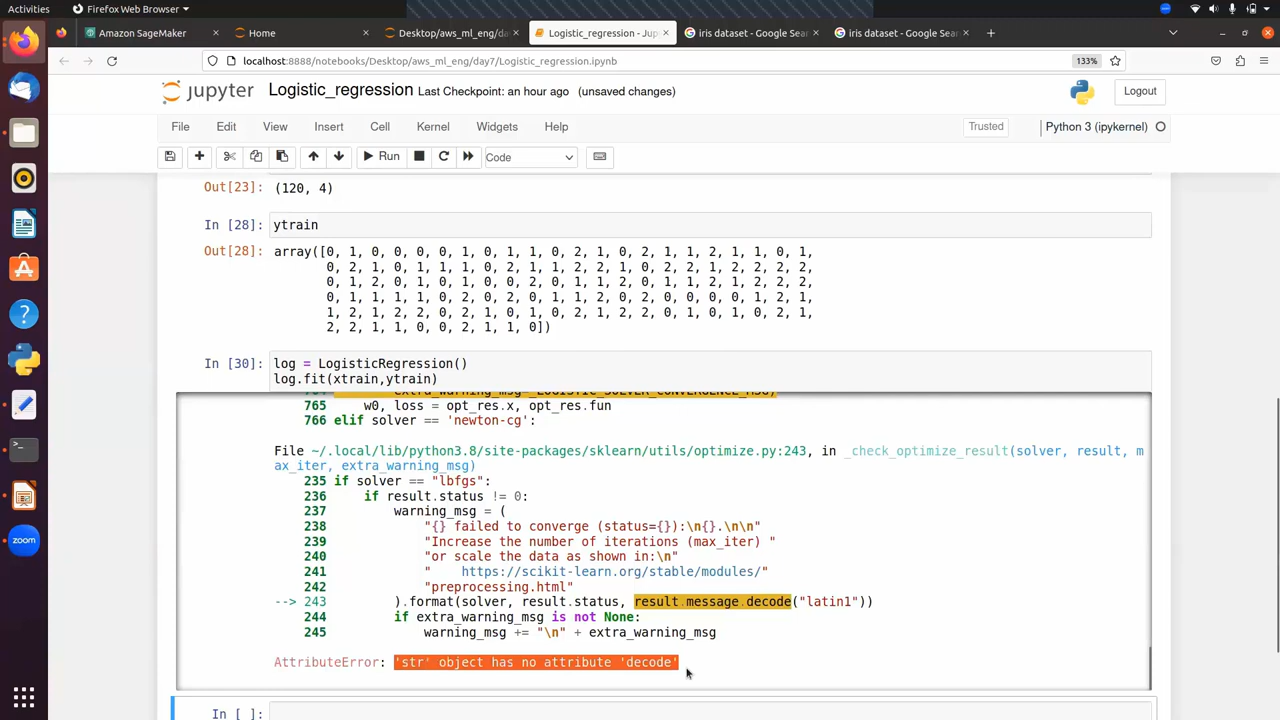 Activities
Firefox Web Browser
Amazon SageMaker
Home
Desktop/aws_ml_eng/da
Logistic_regression - Jup
iris dataset - Google Sear
iris dataset - Google Sear
localhost:8888/notebooks/Desktop/aws_ml_eng/day7/Logistic_regression.ipynb
133%
jupyter
Logistic_regression Last Checkpoint: an hour ago (unsaved changes)
Logout
File Edit View Insert Cell Kernel Widgets Help
Trusted
Python 3 (ipykernel)
Run
Code
Out[23]: (120, 4)
In [28]: ytrain
Out[28]: array([0, 1, 0, 0, 0, 0, 1, 0, 1, 1, 0, 2, 1, 0, 2, 1, 1, 2, 1, 1, 0, 1,
0, 2, 1, 0, 1, 1, 1, 0, 2, 1, 1, 2, 2, 1, 0, 2, 2, 1, 2, 2, 2, 2,
0, 1, 2, 0, 1, 0, 1, 0, 0, 2, 0, 1, 1, 2, 0, 1, 1, 2, 1, 2, 2, 2,
0, 1, 1, 1, 1, 0, 2, 0, 2, 0, 1, 1, 2, 0, 2, 0, 0, 0, 0, 1, 2, 1,
1, 2, 1, 2, 2, 0, 2, 1, 0, 1, 0, 2, 1, 2, 2, 0, 1, 0, 1, 0, 2, 1,
2, 2, 1, 1, 0, 0, 2, 1, 1, 0])
In [30]: log = LogisticRegression()
log.fit(xtrain,ytrain)
764 extra_warning_msg=_LOGISTIC_SOLVER_CONVERGENCE_MSG)
765 w0, loss = opt_res.x, opt_res.fun
766 elif solver == 'newton-cg':
File ~/.local/lib/python3.8/site-packages/sklearn/utils/optimize.py:243, in _check_optimize_result(solver, result, m
ax_iter, extra_warning_msg)
235 if solver == "lbfgs":
236 if result.status != 0:
237 warning_msg = (
238 "{} failed to converge (status={}):\n{}.\n\n"
239 "Increase the number of iterations (max_iter) "
240 "or scale the data as shown in:\n"
241 " https://scikit-learn.org/stable/modules/"
242 "preprocessing.html"
--> 243 ).format(solver, result.status, result.message.decode("latin1"))
244 if extra_warning_msg is not None:
245 warning_msg += "\n" + extra_warning_msg
AttributeError: 'str' object has no attribute 'decode'
In [ ]:
zoom